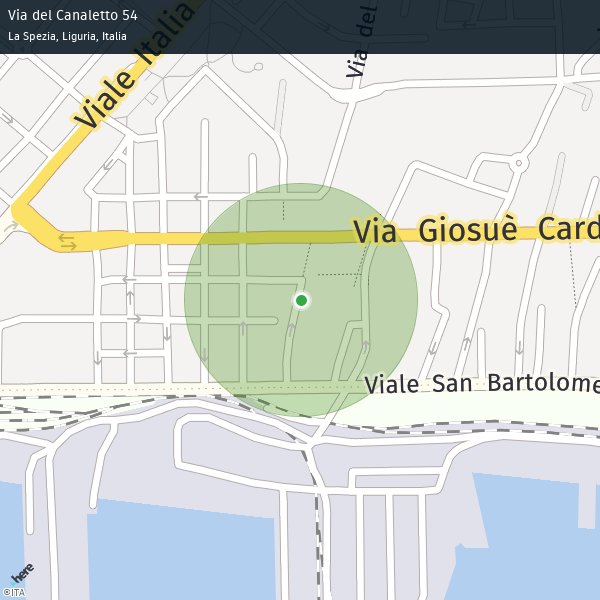 Via del Canaletto 54
La Spezia, Liguria, Italia
Viale Italia
Via del
Via Giosuè Card
Viale San Bartolome
here
©ITA